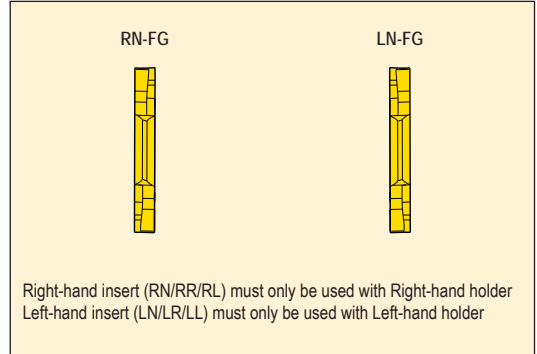 RN-FG LN-FG
Right-hand insert (RN/RR/RL) must only be used with Right-hand holder
Left-hand insert (LN/LR/LL) must only be used with Left-hand holder